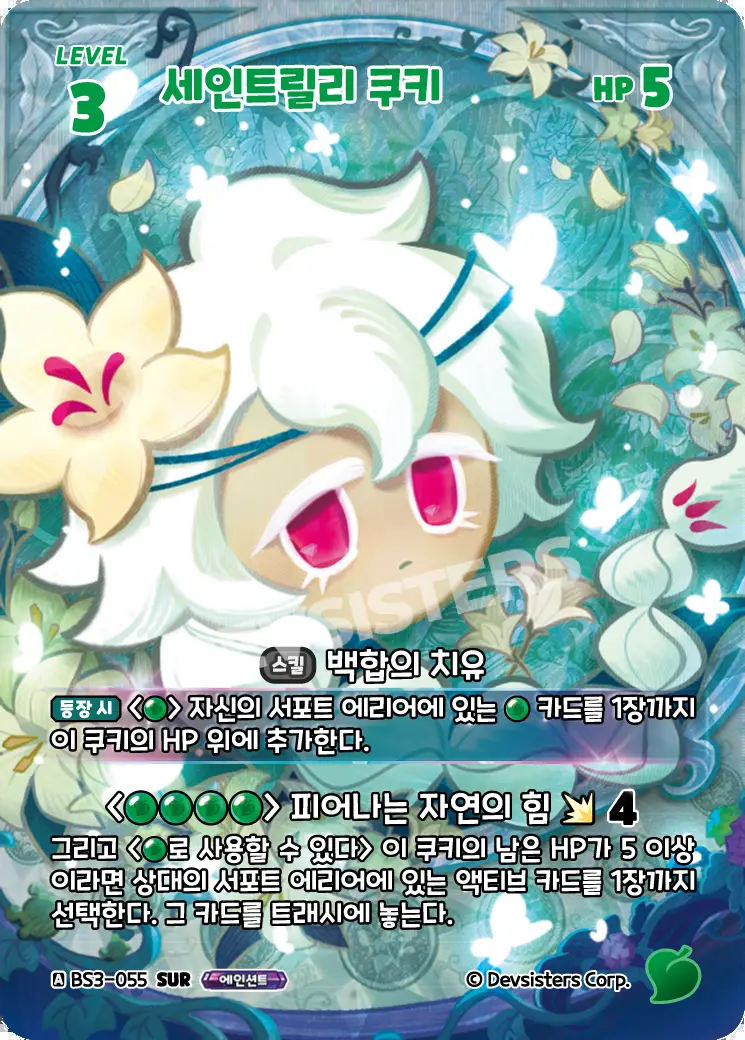 LEVEL
3
세인트릴리 쿠키
HP 5
DEVSISTERS
스킬 백합의 치유
등장 시 〈●〉 자신의 서포트 에리어에 있는 ● 카드를 1장까지
이 쿠키의 HP 위에 추가한다.
〈●●●●〉 피어나는 자연의 힘 4
그리고 〈●로 사용할 수 있다〉 이 쿠키의 남은 HP가 5 이상
이라면 상대의 서포트 에리어에 있는 액티브 카드를 1장까지
선택한다. 그 카드를 트래시에 놓는다.
A BS3-055 SUR 에인션트
© Devsisters Corp.